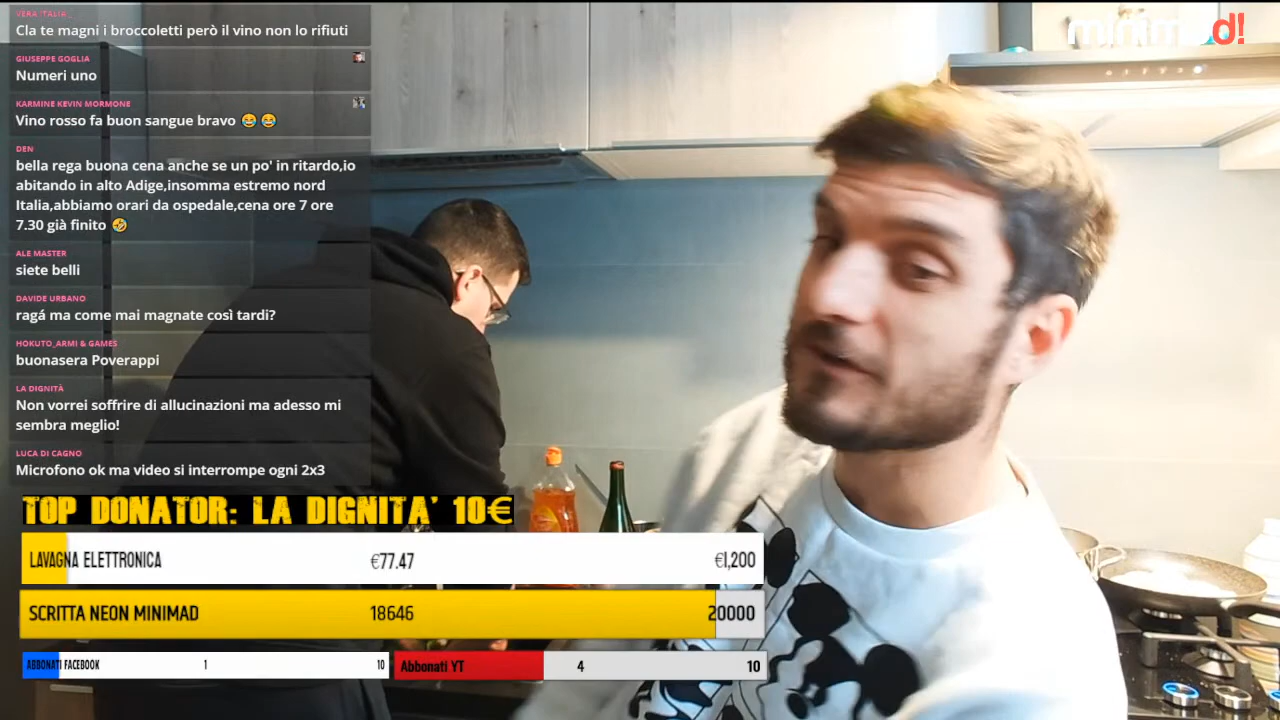 VERA ITALIA_
Cla te magni i broccoletti però il vino non lo rifiuti
minimad!
GIUSEPPE GOGLIA
Numeri uno
KARMINE KEVIN MORMONE
Vino rosso fa buon sangue bravo 😂 😂
DEN
bella rega buona cena anche se un po' in ritardo,io
abitando in alto Adige,insomma estremo nord
Italia,abbiamo orari da ospedale,cena ore 7 ore
7.30 già finito 🤣
ALE MASTER
siete belli
DAVIDE URBANO
ragá ma come mai magnate così tardi?
HOKUTO_ARMI & GAMES
buonasera Poverappi
LA DIGNITÀ
Non vorrei soffrire di allucinazioni ma adesso mi
sembra meglio!
LUCA DI CAGNO
Microfono ok ma video si interrompe ogni 2x3
TOP DONATOR: LA DIGNITA' 10€
LAVAGNA ELETTRONICA €77.47 €1,200
SCRITTA NEON MINIMAD 18646 20000
ABBONATI FACEBOOK 1 10 Abbonati YT 4 10